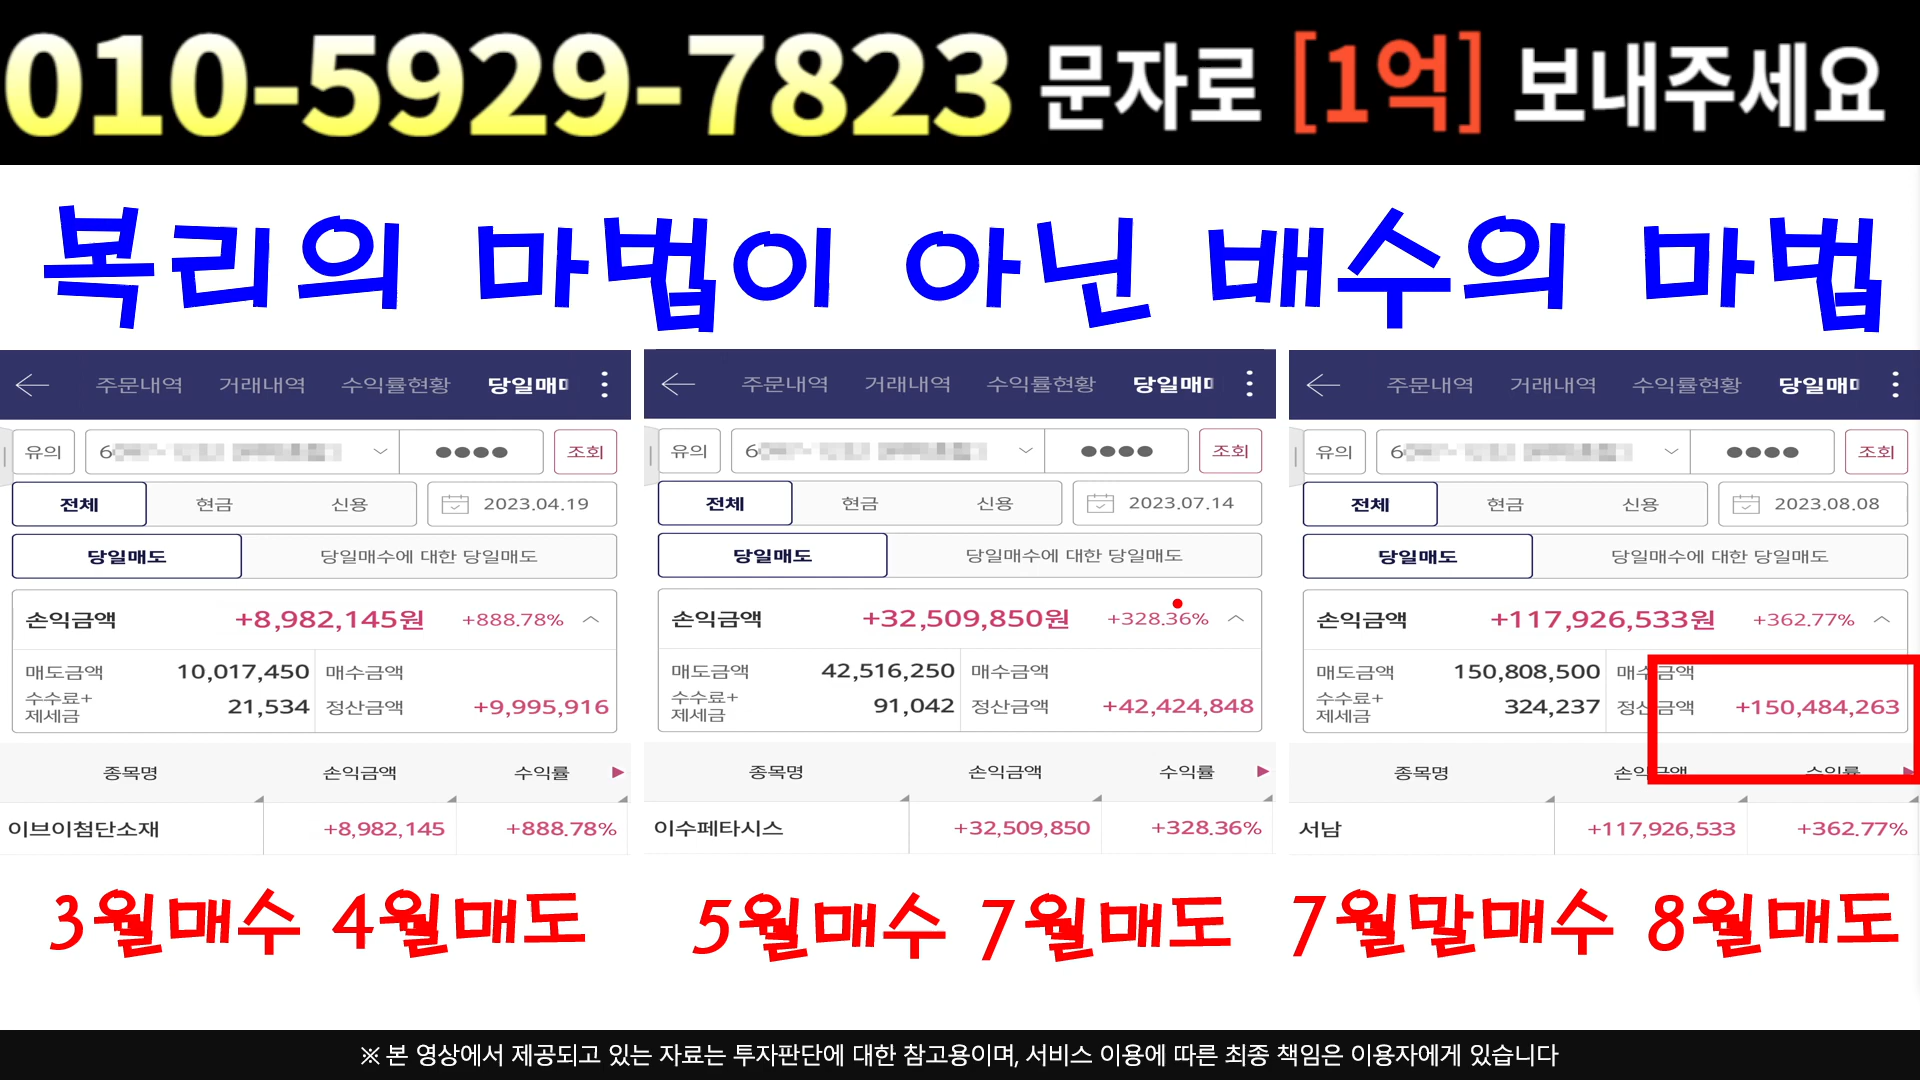 010-5929-7823 문자로 [1억] 보내주세요
복리의 마법이 아닌 배수의 마법
주문내역 거래내역 수익률현황 당일매
유의 6 ●●●● 조회
전체 현금 신용 2023.04.19
당일매도 당일매수에 대한 당일매도
손익금액 +8,982,145원 +888.78%
매도금액 10,017,450 매수금액
수수료+
제세금 21,534 정산금액 +9,995,916
종목명 손익금액 수익률
이브이첨단소재 +8,982,145 +888.78%
3월매수 4월매도
주문내역 거래내역 수익률현황 당일매
유의 6 ●●●● 조회
전체 현금 신용 2023.07.14
당일매도 당일매수에 대한 당일매도
손익금액 +32,509,850원 +328.36%
매도금액 42,516,250 매수금액
수수료+
제세금 91,042 정산금액 +42,424,848
종목명 손익금액 수익률
이수페타시스 +32,509,850 +328.36%
5월매수 7월매도
주문내역 거래내역 수익률현황 당일매
유의 6 ●●●● 조회
전체 현금 신용 2023.08.08
당일매도 당일매수에 대한 당일매도
손익금액 +117,926,533원 +362.77%
매도금액 150,808,500 매수금액
수수료+
제세금 324,237 정산금액 +150,484,263
종목명 손익금액 수익률
서남 +117,926,533 +362.77%
7월말매수 8월매도
※ 본 영상에서 제공되고 있는 자료는 투자판단에 대한 참고용이며, 서비스 이용에 따른 최종 책임은 이용자에게 있습니다